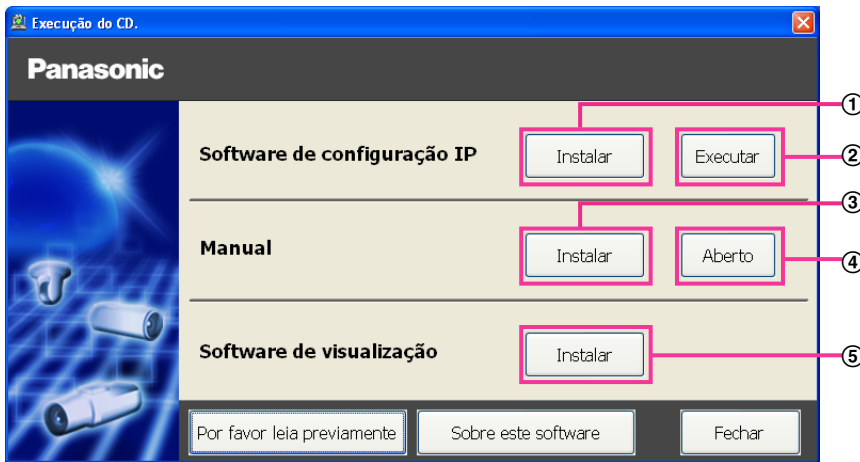 Execução do CD.
Panasonic
①
Software de configuração IP Instalar Executar ②
③
Manual Instalar Aberto ④
Software de visualização Instalar ⑤
Por favor leia previamente Sobre este software Fechar